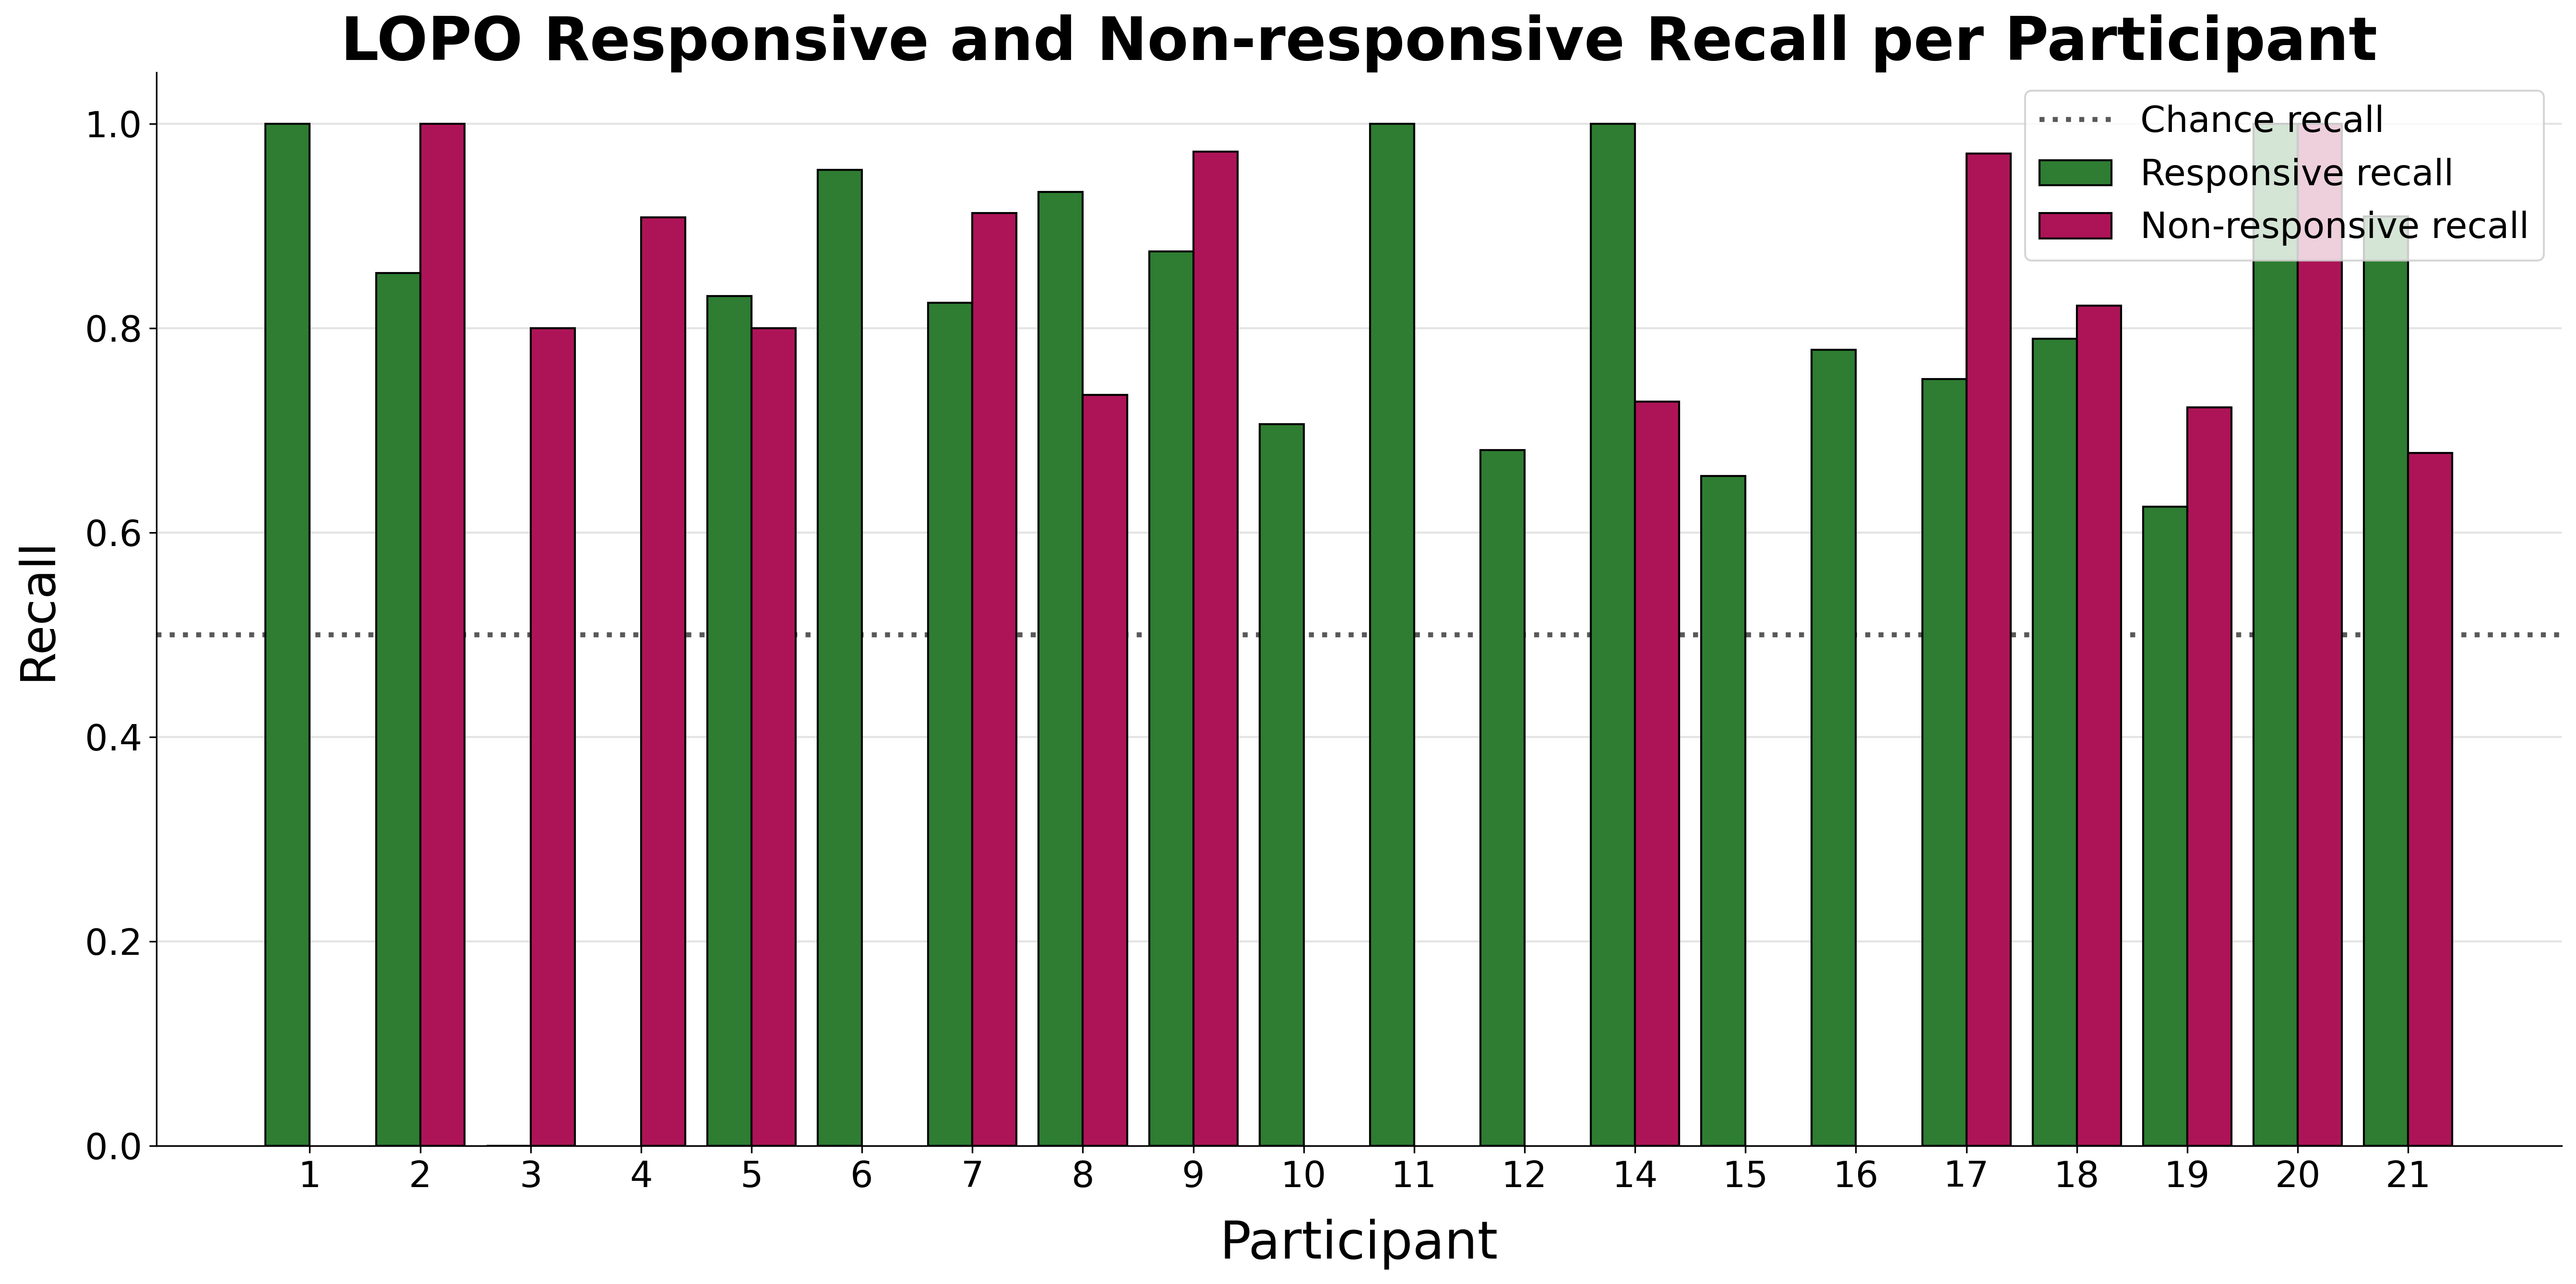 LOPO Responsive and Non-responsive Recall per Participant
Chance recall
Responsive recall
Non-responsive recall
Recall
1.0
0.8
0.6
0.4
0.2
0.0
1 2 3 4 5 6 7 8 9 10 11 12 14 15 16 17 18 19 20 21
Participant